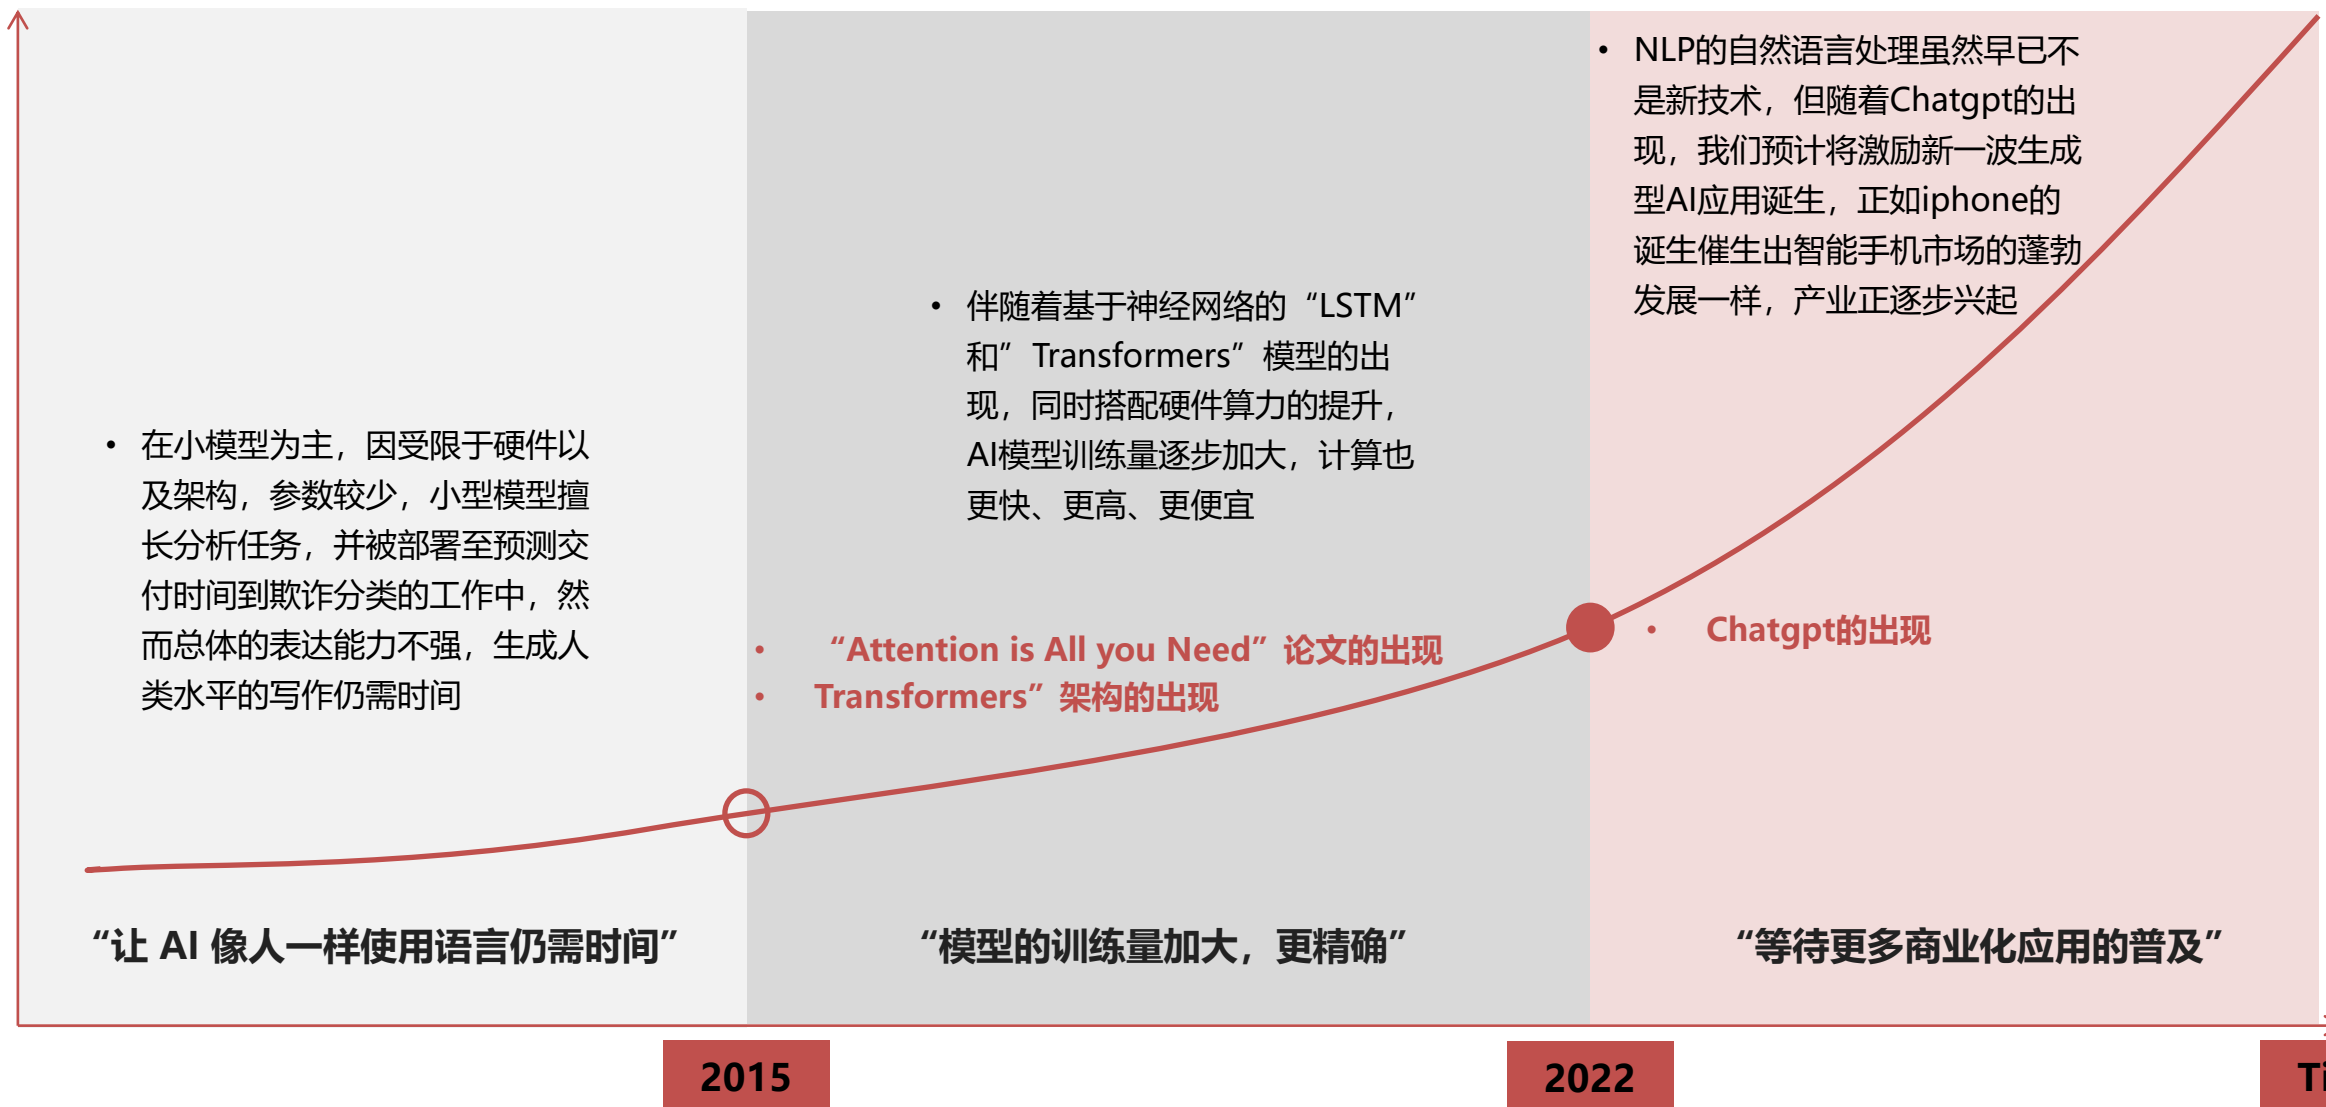 • 在小模型为主，因受限于硬件以
及架构，参数较少，小型模型擅
长分析任务，并被部署至预测交
付时间到欺诈分类的工作中，然
而总体的表达能力不强，生成人
类水平的写作仍需时间
“让 AI 像人一样使用语言仍需时间”
• 伴随着基于神经网络的“LSTM”
和”Transformers”模型的出
现，同时搭配硬件算力的提升，
AI模型训练量逐步加大，计算也
更快、更高、更便宜
• “Attention is All you Need”论文的出现
• Transformers”架构的出现
“模型的训练量加大，更精确”
• NLP的自然语言处理虽然早已不
是新技术，但随着Chatgpt的出
现，我们预计将激励新一波生成
型AI应用诞生，正如iphone的
诞生催生出智能手机市场的蓬勃
发展一样，产业正逐步兴起
• Chatgpt的出现
“等待更多商业化应用的普及”
2015
2022